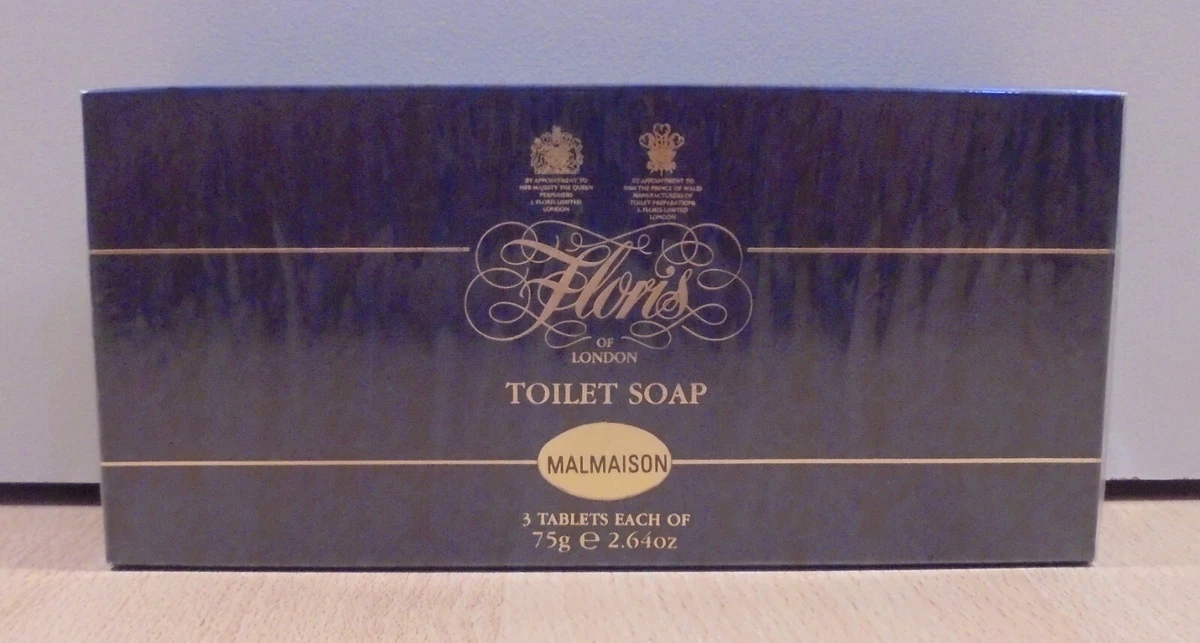 BY APPOINTMENT TO
HER MAJESTY THE QUEEN
PERFUMERS
J. FLORIS LIMITED
LONDON
BY APPOINTMENT TO
HRH THE PRINCE OF WALES
MANUFACTURERS OF
TOILET PREPARATIONS
J. FLORIS LIMITED
LONDON
Floris
OF
LONDON
TOILET SOAP
MALMAISON
3 TABLETS EACH OF
75g ℮ 2.64oz